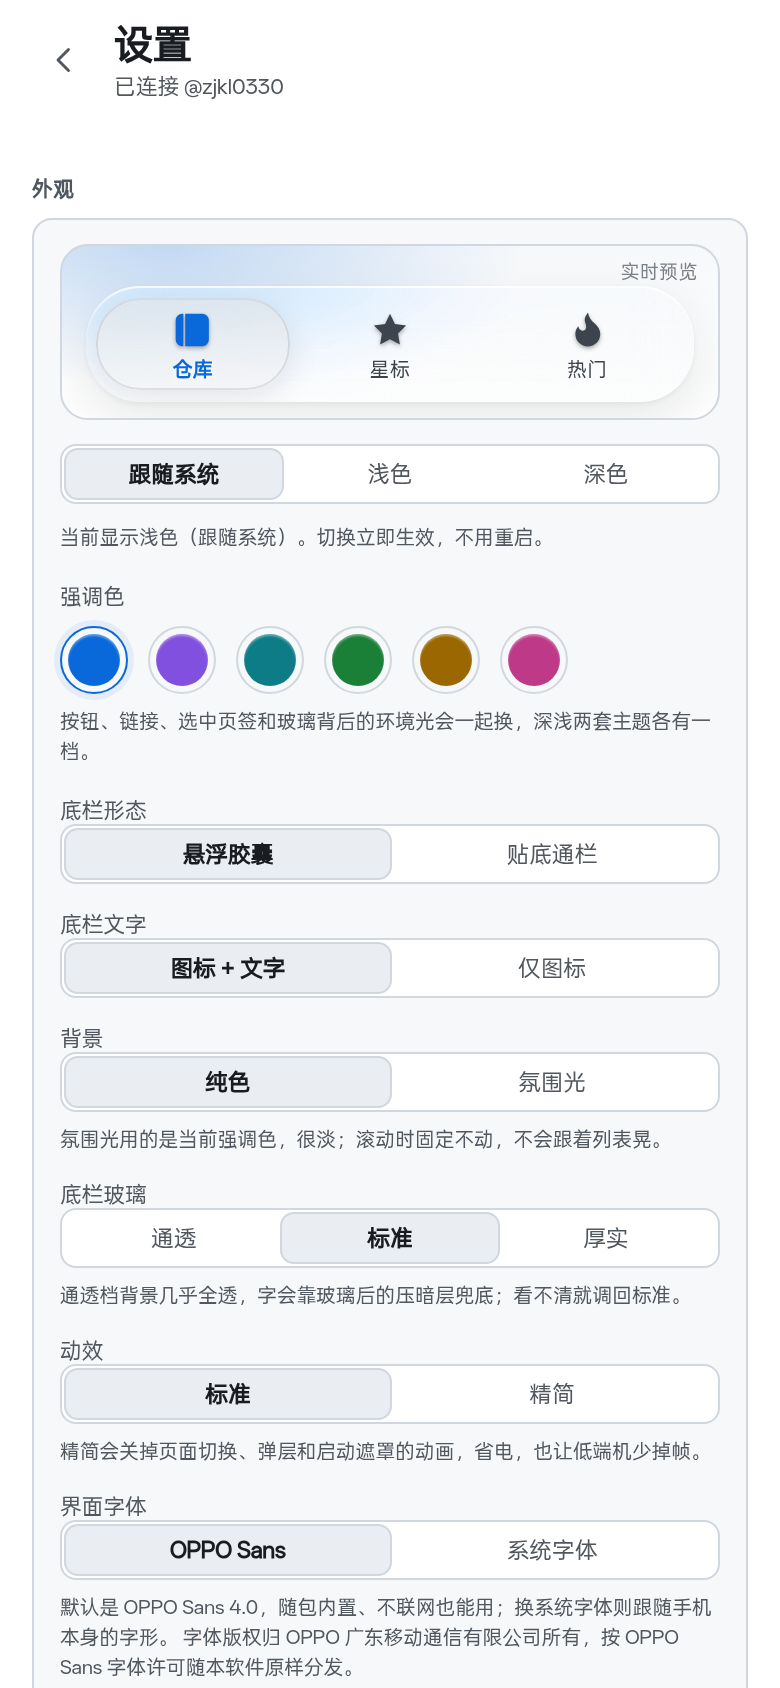 设置
已连接 @zjkl0330
外观
实时预览
仓库
星标
热门
跟随系统
浅色
深色
当前显示浅色（跟随系统）。切换立即生效，不用重启。
强调色
按钮、链接、选中页签和玻璃背后的环境光会一起换，深浅两套主题各有一
档。
底栏形态
悬浮胶囊
贴底通栏
底栏文字
图标 + 文字
仅图标
背景
纯色
氛围光
氛围光用的是当前强调色，很淡；滚动时固定不动，不会跟着列表晃。
底栏玻璃
通透
标准
厚实
通透档背景几乎全透，字会靠玻璃后的压暗层兜底；看不清就调回标准。
动效
标准
精简
精简会关掉页面切换、弹层和启动遮罩的动画，省电，也让低端机少掉帧。
界面字体
OPPO Sans
系统字体
默认是 OPPO Sans 4.0，随包内置、不联网也能用；换系统字体则跟随手机
本身的字形。 字体版权归 OPPO 广东移动通信有限公司所有，按 OPPO
Sans 字体许可随本软件原样分发。